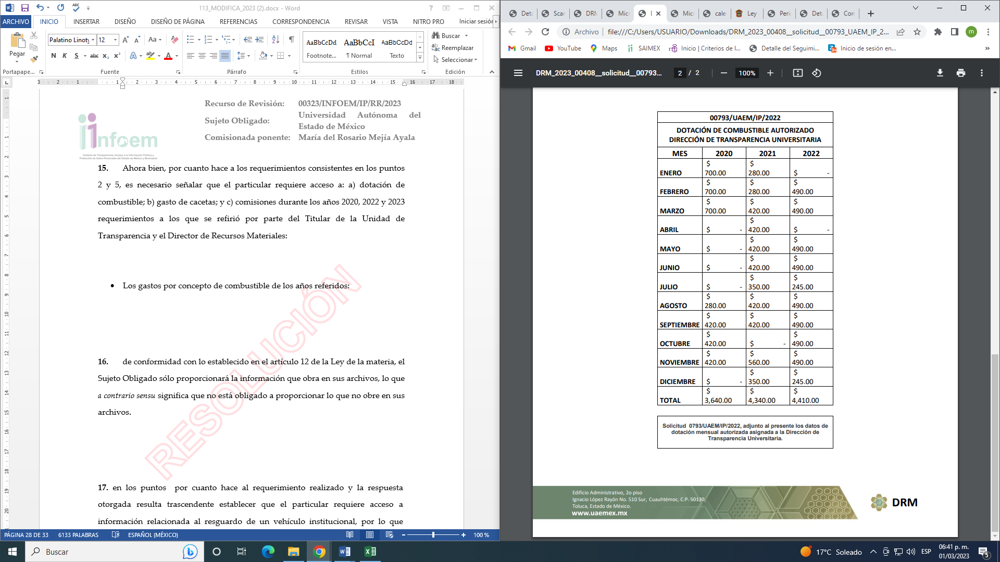 113_MODIFICA_2023 (2).docx - Word
ARCHIVO INICIO INSERTAR DISEÑO DISEÑO DE PÁGINA REFERENCIAS CORRESPONDENCIA REVISAR VISTA NITRO PRO Iniciar sesión
Pegar
Palatino Linoty 12
N K S abc x₂ x² A A
AaBbCcDd AaBbCcI AaBbCcDd
Footnote... ¶ Normal Texto
Buscar
Reemplazar
Seleccionar
Portapape... Fuente Párrafo Estilos Edición
Recurso de Revisión: 00323/INFOEM/IP/RR/2023
Sujeto Obligado: Universidad Autónoma del
Estado de México
Comisionada ponente: María del Rosario Mejía Ayala
infoem
Instituto de Transparencia, Acceso a la Información Pública y
Protección de Datos Personales del Estado de México y Municipios
15. Ahora bien, por cuanto hace a los requerimientos consistentes en los puntos
2 y 5, es necesario señalar que el particular requiere acceso a: a) dotación de
combustible; b) gasto de cacetas; y c) comisiones durante los años 2020, 2022 y 2023
requerimientos a los que se refirió por parte del Titular de la Unidad de
Transparencia y el Director de Recursos Materiales:
• Los gastos por concepto de combustible de los años referidos:
RESOLUCIÓN
16. de conformidad con lo establecido en el artículo 12 de la Ley de la materia, el
Sujeto Obligado sólo proporcionará la información que obra en sus archivos, lo que
a contrario sensu significa que no está obligado a proporcionar lo que no obre en sus
archivos.
17. en los puntos por cuanto hace al requerimiento realizado y la respuesta
otorgada resulta trascendente establecer que el particular requiere acceso a
información relacionada al resguardo de un vehículo institucional, por lo que
PÁGINA 28 DE 33 6133 PALABRAS ESPAÑOL (MÉXICO) 100 %
Deta Scar DRM Micr D Micr cale Ley Peri Deta Con
Archivo file:///C:/Users/USUARIO/Downloads/DRM_2023_00408__solicitud__00793_UAEM_IP_2... m
Gmail YouTube Maps SAIMEX Inicio | Criterios de I... Detalle del Seguimi... Inicio de sesión en... »
DRM_2023_00408__solicitud__00793... 2 / 2 100%
00793/UAEM/IP/2022
DOTACIÓN DE COMBUSTIBLE AUTORIZADO
DIRECCIÓN DE TRANSPARENCIA UNIVERSITARIA
MES 2020 2021 2022
ENERO $ 700.00 $ 280.00 $ -
FEBRERO $ 700.00 $ 280.00 $ 490.00
MARZO $ 700.00 $ 420.00 $ 490.00
ABRIL $ - $ 420.00 $ -
MAYO $ - $ 420.00 $ 490.00
JUNIO $ - $ 420.00 $ 490.00
JULIO $ - $ 350.00 $ 245.00
AGOSTO $ 280.00 $ 420.00 $ 490.00
SEPTIEMBRE $ 420.00 $ 420.00 $ 490.00
OCTUBRE $ 420.00 $ - $ 490.00
NOVIEMBRE $ 420.00 $ 560.00 $ 490.00
DICIEMBRE $ - $ 350.00 $ 245.00
TOTAL $ 3,640.00 $ 4,340.00 $ 4,410.00
Solicitud 0793/UAEM/IP/2022, adjunto al presente los datos de
dotación mensual autorizada asignada a la Dirección de
Transparencia Universitaria.
Edificio Administrativo, 2o piso
Ignacio López Rayón No. 510 Sur, Cuauhtémoc, C.P. 50130,
Toluca, Estado de México.
www.uaemex.mx
DRM
Buscar
17°C Soleado ESP 06:41 p. m.
01/03/2023
5